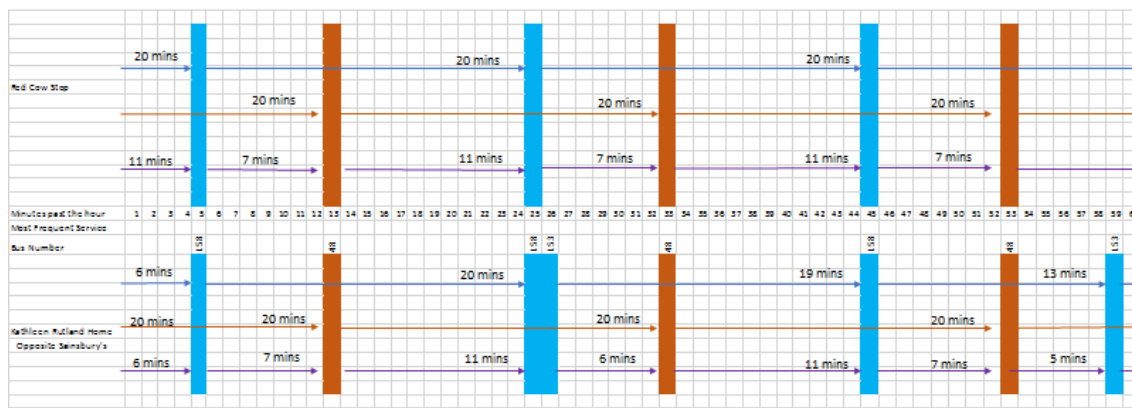 20 mins 20 mins 20 mins
Red Cow Stop
20 mins 20 mins 20 mins
11 mins 7 mins 11 mins 7 mins 11 mins 7 mins
Minutes past the hour 1 2 3 4 5 6 7 8 9 10 11 12 13 14 15 16 17 18 19 20 21 22 23 24 25 26 27 28 29 30 31 32 33 34 35 36 37 38 39 40 41 42 43 44 45 46 47 48 49 50 51 52 53 54 55 56 57 58 59
Most Frequent Service
Bus Number 158 48 158 153 48 158 48 153
6 mins 20 mins 19 mins 13 mins
20 mins 20 mins 20 mins 20 mins
Kathleen Rutland Home
Opposite Sainsbury's
6 mins 7 mins 11 mins 6 mins 11 mins 7 mins 5 mins